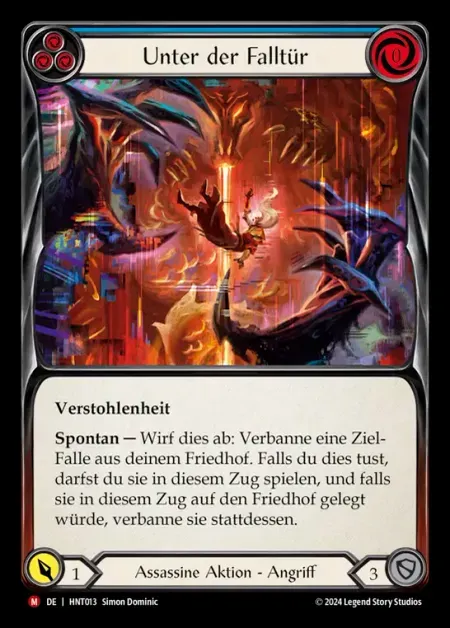 Unter der Falltür
0
Verstohlenheit
Spontan — Wirf dies ab: Verbanne eine Ziel-
Falle aus deinem Friedhof. Falls du dies tust,
darfst du sie in diesem Zug spielen, und falls
sie in diesem Zug auf den Friedhof gelegt
würde, verbanne sie stattdessen.
1
Assassine Aktion - Angriff
3
M DE | HNT013 Simon Dominic
© 2024 Legend Story Studios